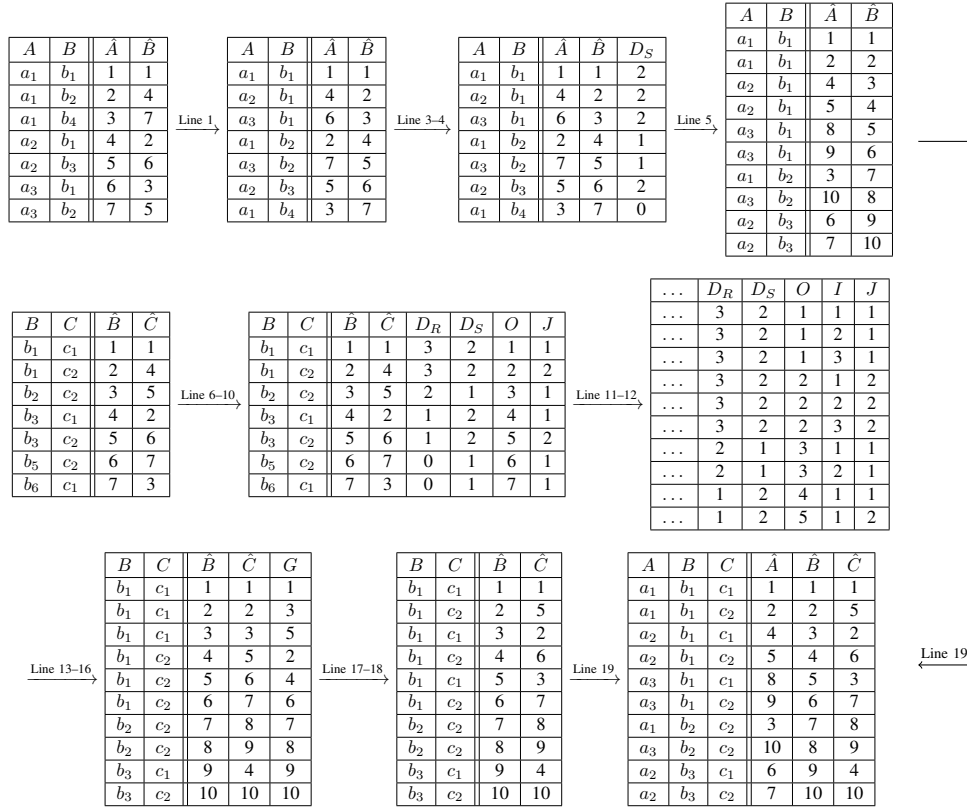 A B Â B̂
a₁ b₁ 1 1
a₁ b₂ 2 4
a₁ b₄ 3 7
a₂ b₁ 4 2
a₂ b₃ 5 6
a₃ b₁ 6 3
a₃ b₂ 7 5
Line 1
A B Â B̂
a₁ b₁ 1 1
a₂ b₁ 4 2
a₃ b₁ 6 3
a₁ b₂ 2 4
a₃ b₂ 7 5
a₂ b₃ 5 6
a₁ b₄ 3 7
Line 3–4
A B Â B̂ D_S
a₁ b₁ 1 1 2
a₂ b₁ 4 2 2
a₃ b₁ 6 3 2
a₁ b₂ 2 4 1
a₃ b₂ 7 5 1
a₂ b₃ 5 6 2
a₁ b₄ 3 7 0
Line 5
A B Â B̂
a₁ b₁ 1 1
a₁ b₁ 2 2
a₂ b₁ 4 3
a₂ b₁ 5 4
a₃ b₁ 8 5
a₃ b₁ 9 6
a₁ b₂ 3 7
a₃ b₂ 10 8
a₂ b₃ 6 9
a₂ b₃ 7 10
B C B̂ Ĉ
b₁ c₁ 1 1
b₁ c₂ 2 4
b₂ c₂ 3 5
b₃ c₁ 4 2
b₃ c₂ 5 6
b₅ c₂ 6 7
b₆ c₁ 7 3
Line 6–10
B C B̂ Ĉ D_R D_S O J
b₁ c₁ 1 1 3 2 1 1
b₁ c₂ 2 4 3 2 2 2
b₂ c₂ 3 5 2 1 3 1
b₃ c₁ 4 2 1 2 4 1
b₃ c₂ 5 6 1 2 5 2
b₅ c₂ 6 7 0 1 6 1
b₆ c₁ 7 3 0 1 7 1
Line 11–12
... D_R D_S O I J
... 3 2 1 1 1
... 3 2 1 2 1
... 3 2 1 3 1
... 3 2 2 1 2
... 3 2 2 2 2
... 3 2 2 3 2
... 2 1 3 1 1
... 2 1 3 2 1
... 1 2 4 1 1
... 1 2 5 1 2
Line 13–16
B C B̂ Ĉ G
b₁ c₁ 1 1 1
b₁ c₁ 2 2 3
b₁ c₁ 3 3 5
b₁ c₂ 4 5 2
b₁ c₂ 5 6 4
b₁ c₂ 6 7 6
b₂ c₂ 7 8 7
b₂ c₂ 8 9 8
b₃ c₁ 9 4 9
b₃ c₂ 10 10 10
Line 17–18
B C B̂ Ĉ
b₁ c₁ 1 1
b₁ c₂ 2 5
b₁ c₁ 3 2
b₁ c₂ 4 6
b₁ c₁ 5 3
b₁ c₂ 6 7
b₂ c₂ 7 8
b₂ c₂ 8 9
b₃ c₁ 9 4
b₃ c₂ 10 10
Line 19
A B C Â B̂ Ĉ
a₁ b₁ c₁ 1 1 1
a₁ b₁ c₂ 2 2 5
a₂ b₁ c₁ 4 3 2
a₂ b₁ c₂ 5 4 6
a₃ b₁ c₁ 8 5 3
a₃ b₁ c₂ 9 6 7
a₁ b₂ c₂ 3 7 8
a₃ b₂ c₂ 10 8 9
a₂ b₃ c₁ 6 9 4
a₂ b₃ c₂ 7 10 10
Line 19